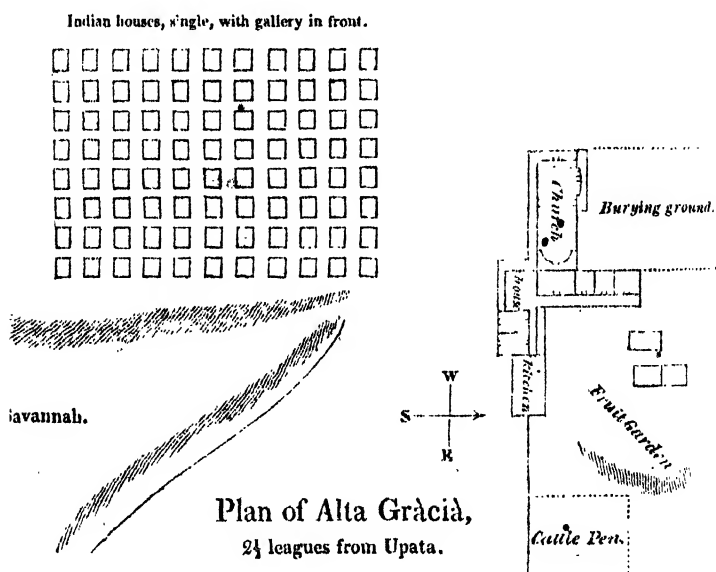 Indian houses, single, with gallery in front.
Church
Burying ground.
house
kitchen
W
S
E
Savannah.
Fruit Garden
Plan of Alta Gràcià,
2½ leagues from Upata.
Cattle Pen.